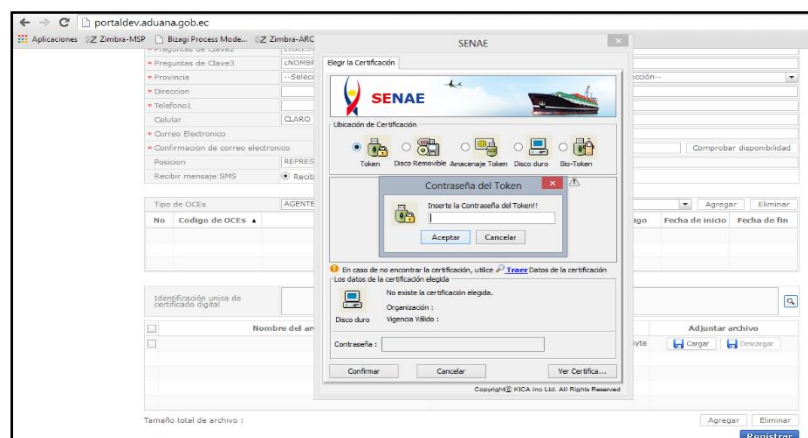 portaldev.aduana.gob.ec
Aplicaciones Zimbra-MSP Bizagi Process Mode... Zimbra-ARC
SENAE
* Preguntas de Clave2
* Preguntas de Clave3 ¿NOMBR
* Provincia --Selecc cción--
* Direccion
* Telefono1
Celular CLARO
* Correo Electronico
* Confirmacion de correo electronico Comprobar disponibilidad
Posicion REPRES
Recibir mensaje SMS Recib
Elegir la Certificación
SENAE
Ubicación de Certificación
Token Disco Removible Amacenaje Token Disco duro Bio-Token
Contraseña del Token
Inserte la Contraseña del Token!!
Aceptar Cancelar
Tipo de OCEs AGENTE Agregar Eliminar
No Codigo de OCEs igo Fecha de inicio Fecha de fin
En caso de no encontrar la certificación, utilice Traer Datos de la certificación
Los datos de la certificación elegida
No existe la certificación elegida.
Organización :
Disco duro Vigencia Válido :
Contraseña :
Confirmar Cancelar Ver Certifica...
Copyright© KICA inc Ltd. All Rights Reserved
Identificación unica de
certificado digital
Nombre del ar Adjuntar archivo
byte Cargar Descargar
Tamaño total de archivo : Agregar Eliminar
Registrar